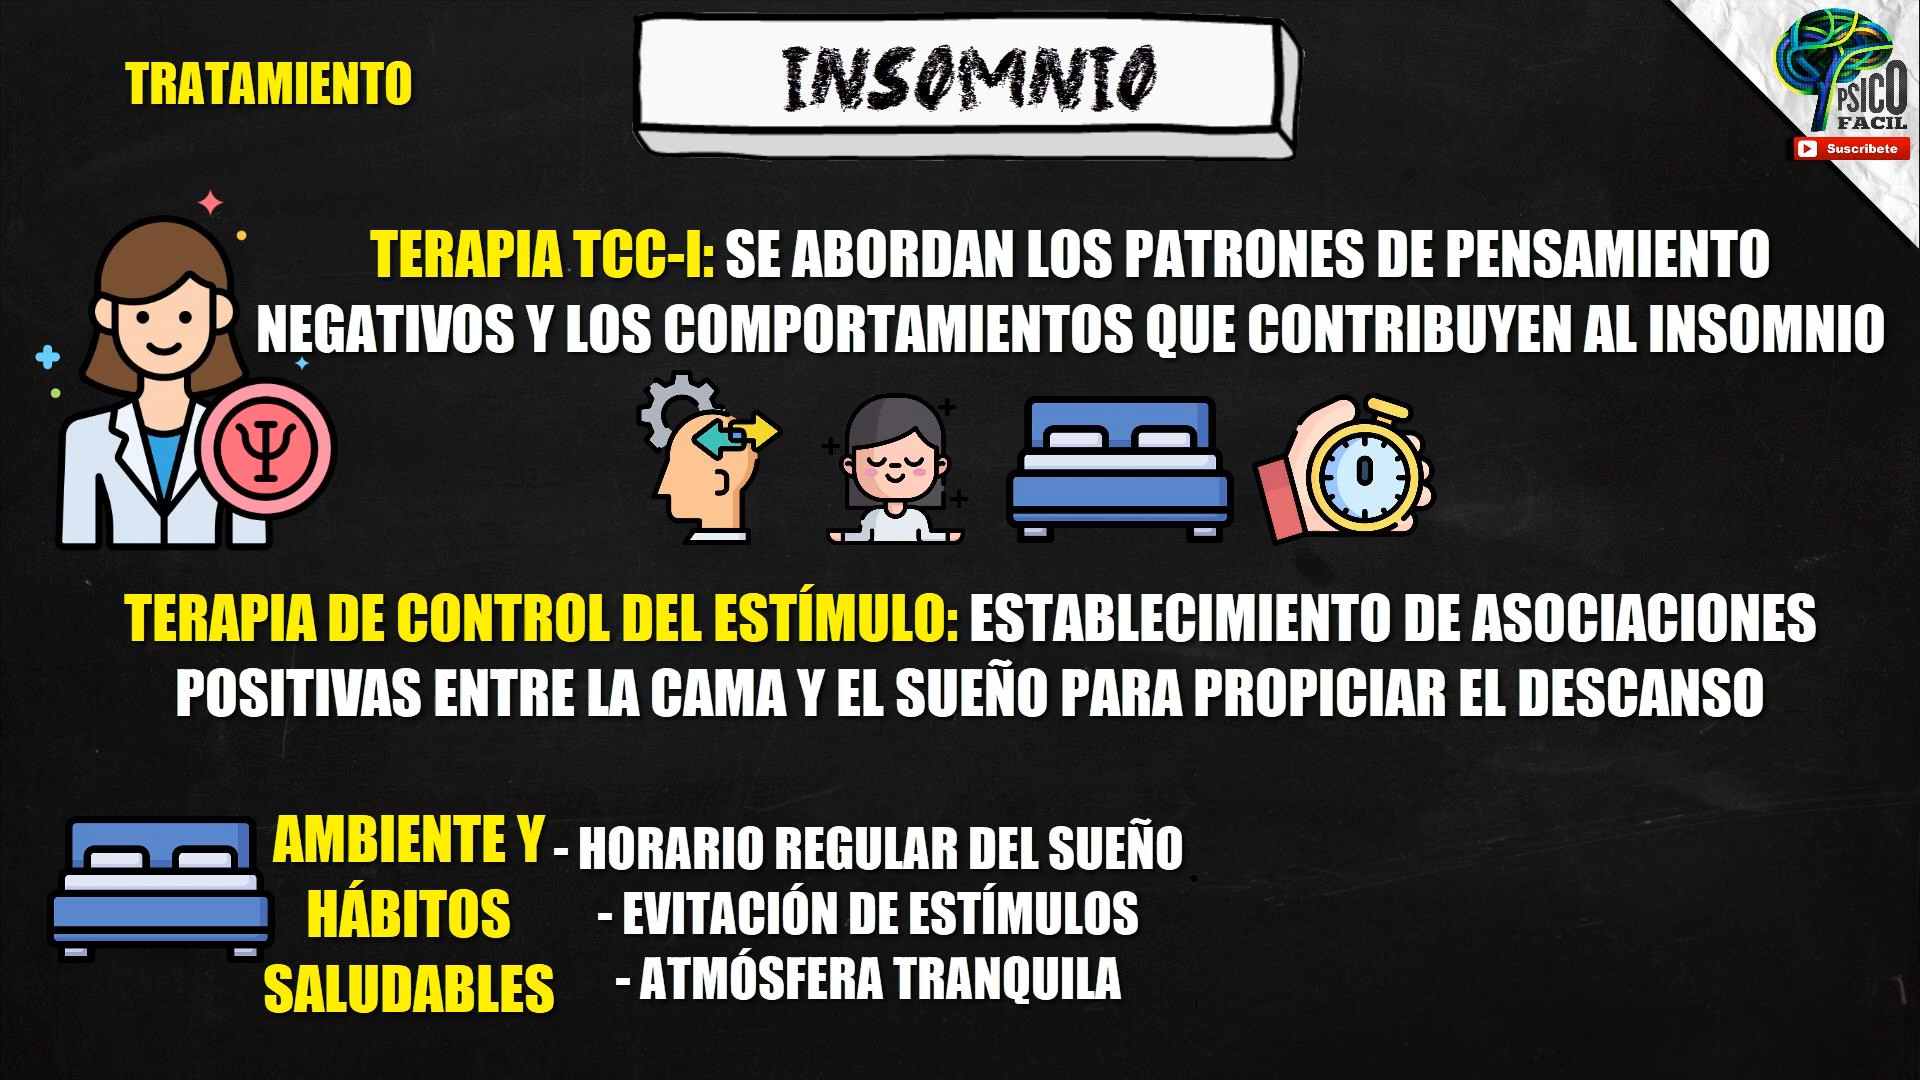 TRATAMIENTO
INSOMNIO
PSICO
FACIL
Suscribete
TERAPIA TCC-I: SE ABORDAN LOS PATRONES DE PENSAMIENTO
NEGATIVOS Y LOS COMPORTAMIENTOS QUE CONTRIBUYEN AL INSOMNIO
TERAPIA DE CONTROL DEL ESTÍMULO: ESTABLECIMIENTO DE ASOCIACIONES
POSITIVAS ENTRE LA CAMA Y EL SUEÑO PARA PROPICIAR EL DESCANSO
AMBIENTE Y
HÁBITOS
SALUDABLES
- HORARIO REGULAR DEL SUEÑO
- EVITACIÓN DE ESTÍMULOS
- ATMÓSFERA TRANQUILA